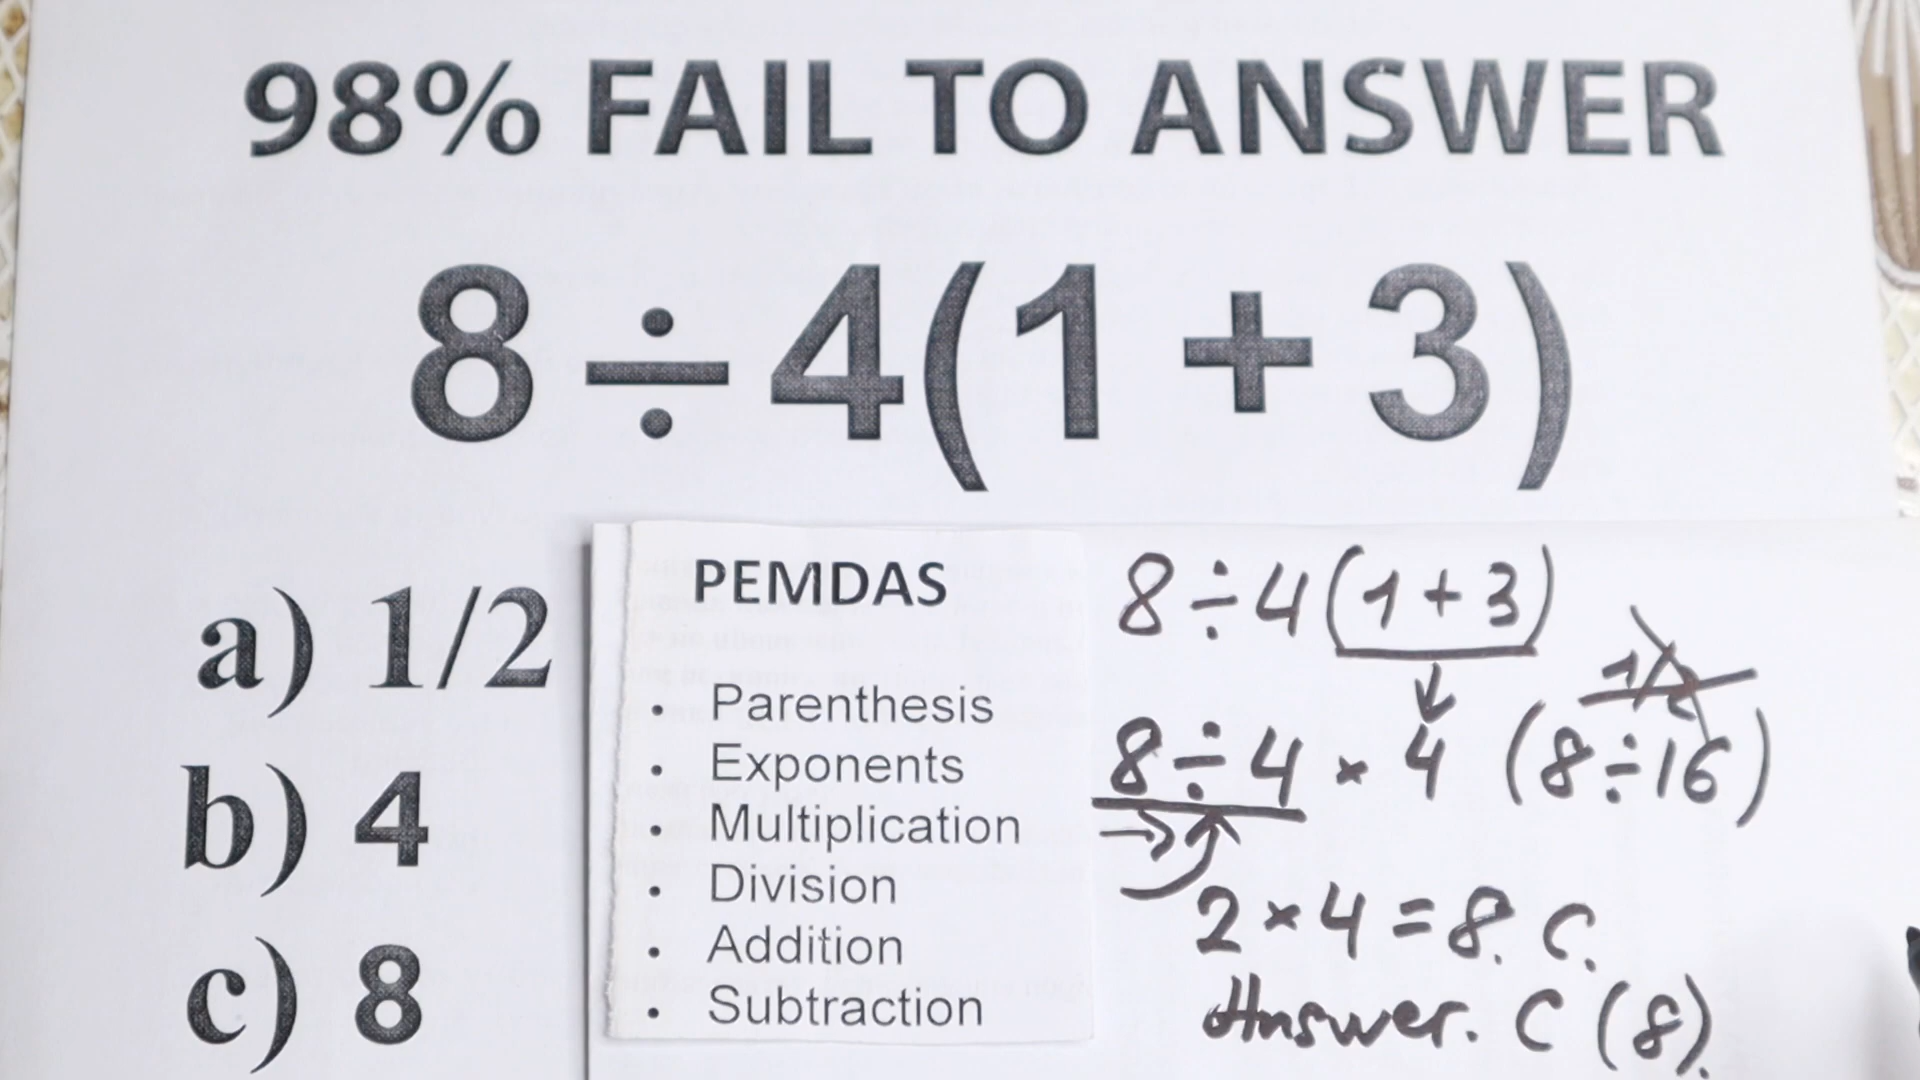 98% FAIL TO ANSWER
8 ÷ 4(1 + 3)
a) 1/2
b) 4
c) 8
PEMDAS
• Parenthesis
• Exponents
• Multiplication
• Division
• Addition
• Subtraction
8 ÷ 4 (1 + 3)
1/2
8 ÷ 4 × 4 (8 ÷ 16)
2 × 4 = 8. C.
Answer. C (8).